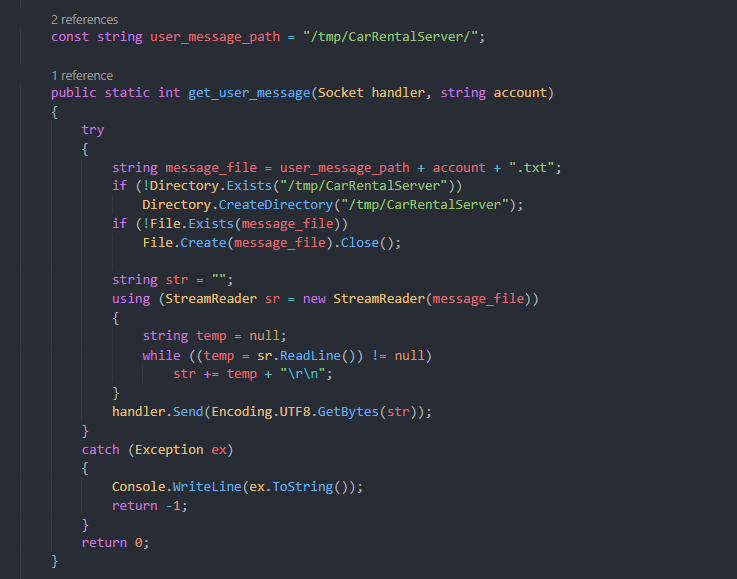 2 references
const string user_message_path = "/tmp/CarRentalServer/";
1 reference
public static int get_user_message(Socket handler, string account)
{
try
{
string message_file = user_message_path + account + ".txt";
if (!Directory.Exists("/tmp/CarRentalServer"))
Directory.CreateDirectory("/tmp/CarRentalServer");
if (!File.Exists(message_file))
File.Create(message_file).Close();
string str = "";
using (StreamReader sr = new StreamReader(message_file))
{
string temp = null;
while ((temp = sr.ReadLine()) != null)
str += temp + "\r\n";
}
handler.Send(Encoding.UTF8.GetBytes(str));
}
catch (Exception ex)
{
Console.WriteLine(ex.ToString());
return -1;
}
return 0;
}